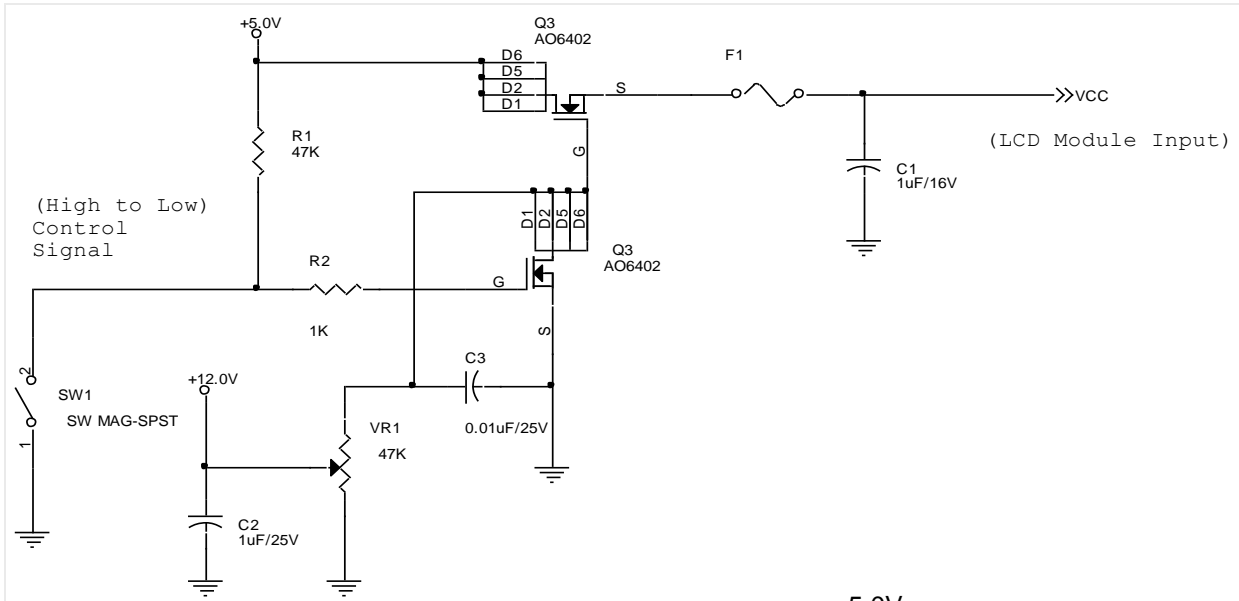 +5.0V
Q3
AO6402
F1
D6
D5
D2
D1
S
VCC
R1
47K
G
(LCD Module Input)
C1
1uF/16V
(High to Low)
Control
Signal
D1
D2
D5
D6
Q3
AO6402
R2
G
1K
S
C3
+12.0V
2
SW1
SW MAG-SPST
1
VR1
47K
0.01uF/25V
C2
1uF/25V